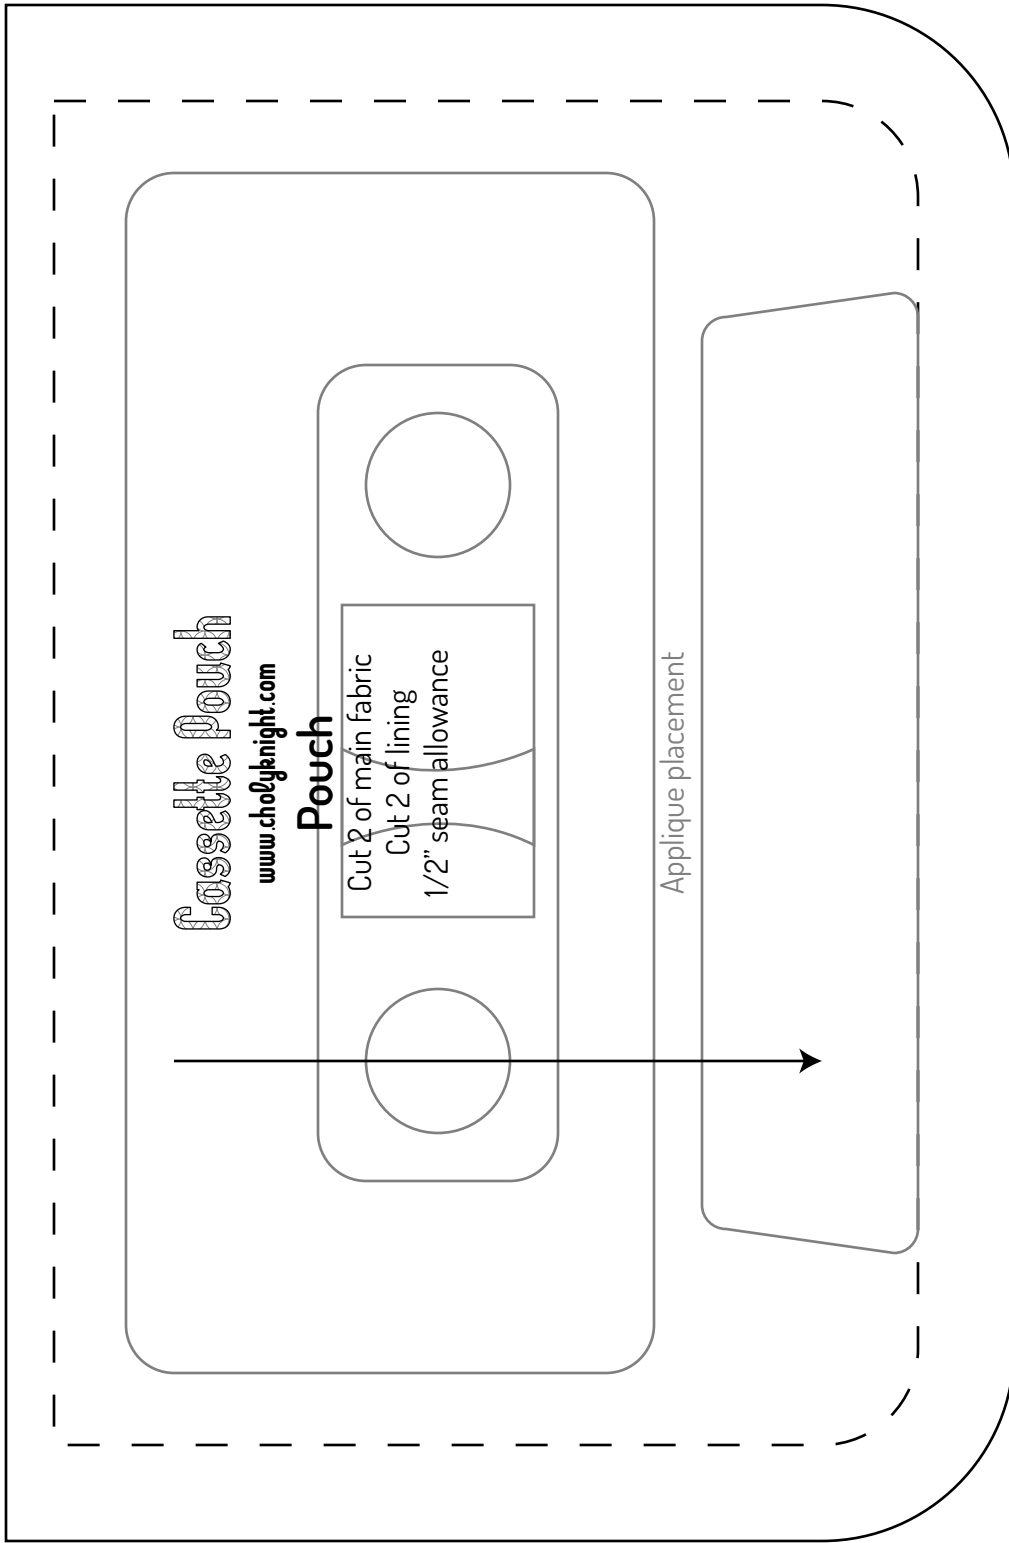 Cassette Pouch
www.cholyknight.com
Pouch
Cut 2 of main fabric
Cut 2 of lining
1/2” seam allowance
Applique placement